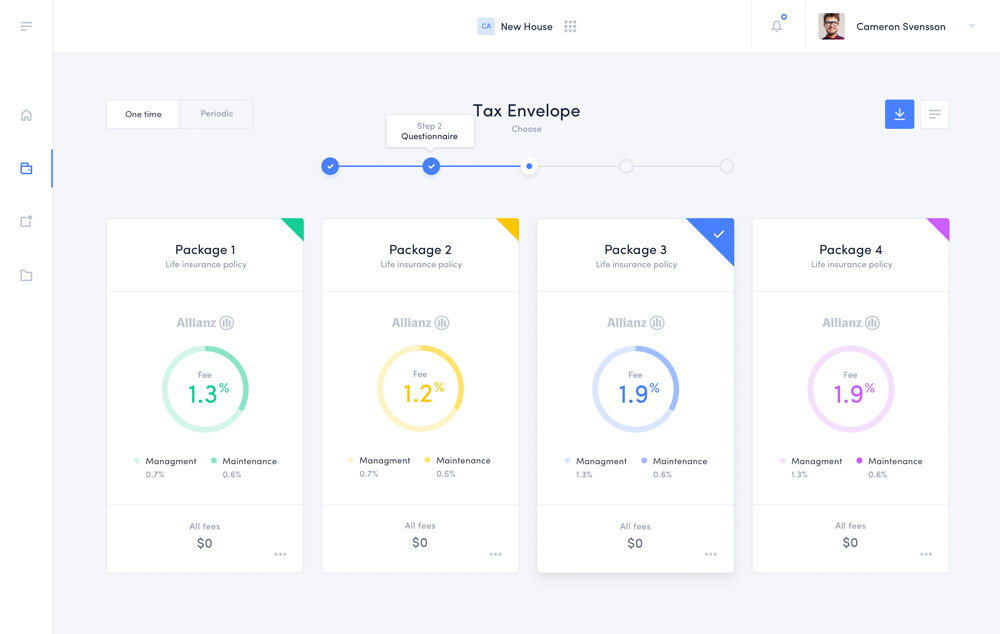 CA New House
Cameron Svensson
One time Periodic
Tax Envelope
Choose
Step 2
Questionnaire
Package 1
Life insurance policy
Allianz
Fee
1.3%
Managment Maintenance
0.7% 0.6%
All fees
$0
Package 2
Life insurance policy
Allianz
Fee
1.2%
Managment Maintenance
0.7% 0.5%
All fees
$0
Package 3
Life insurance policy
Allianz
Fee
1.9%
Managment Maintenance
1.3% 0.6%
All fees
$0
Package 4
Life insurance policy
Allianz
Fee
1.9%
Managment Maintenance
1.3% 0.6%
All fees
$0